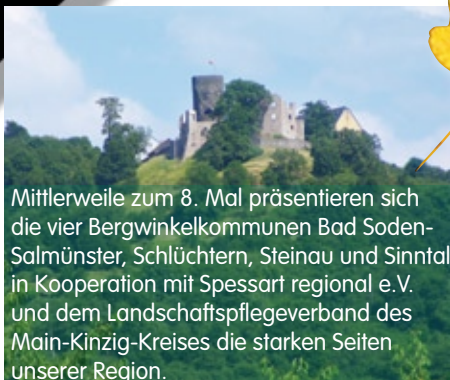 Mittlerweile zum 8. Mal präsentieren sich
die vier Bergwinkelkommunen Bad Soden-
Salmünster, Schlüchtern, Steinau und Sinntal
in Kooperation mit Spessart regional e.V.
und dem Landschaftspflegeverband des
Main-Kinzig-Kreises die starken Seiten
unserer Region.